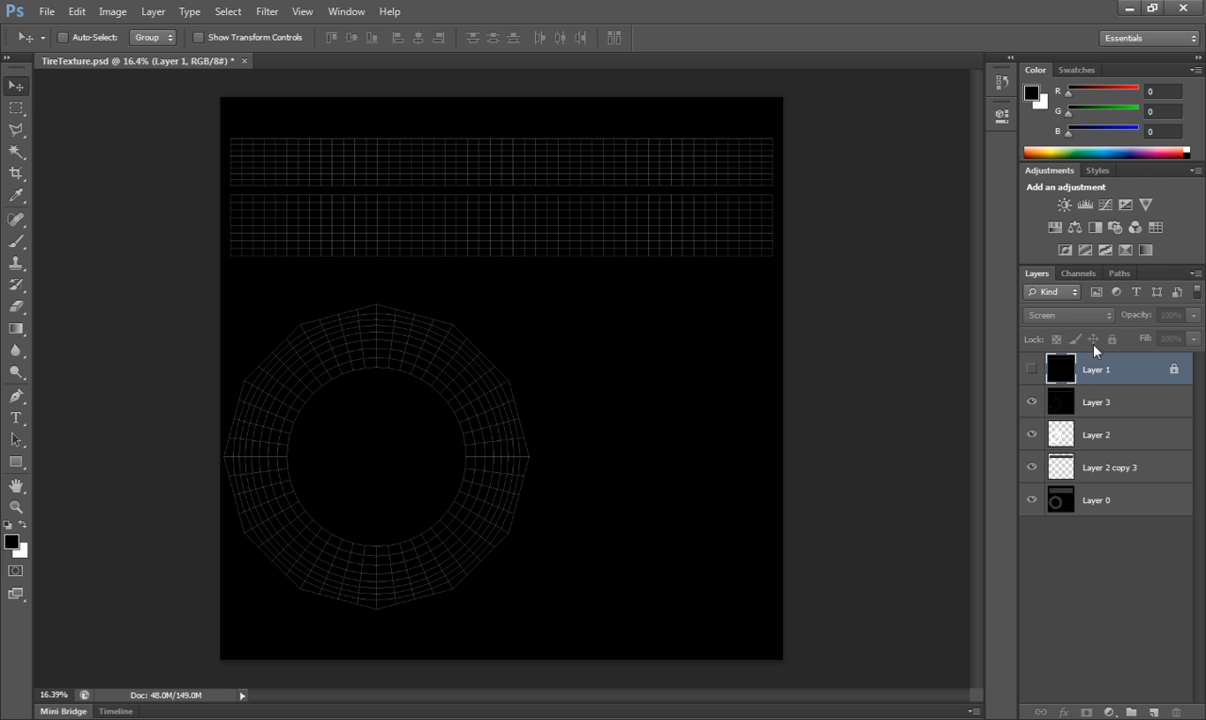 Ps File Edit Image Layer Type Select Filter View Window Help
Auto-Select: Group Show Transform Controls Essentials
TireTexture.psd @ 16.4% (Layer 1, RGB/8#) * ×
Color Swatches
R 0
G 0
B 0
Adjustments Styles
Add an adjustment
Layers Channels Paths
Kind
Screen Opacity: 100%
Lock: Fill: 100%
Layer 1
Layer 3
Layer 2
Layer 2 copy 3
Layer 0
16.39% Doc: 48.0M/149.0M
Mini Bridge Timeline